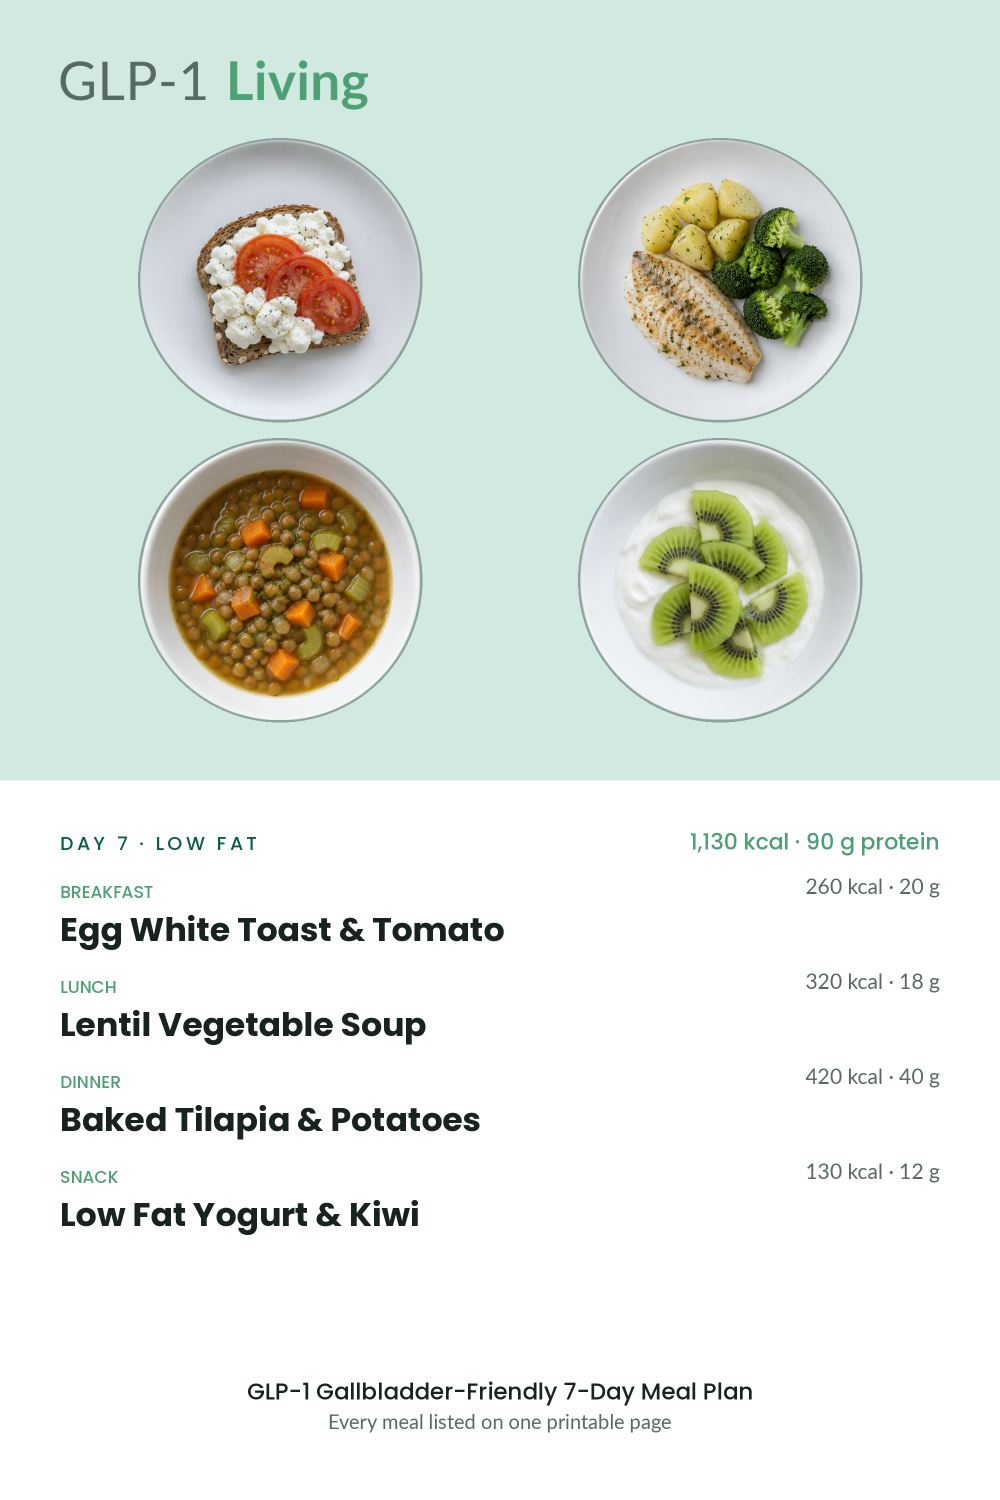 GLP-1 Living
DAY 7 · LOW FAT
1,130 kcal · 90 g protein
BREAKFAST
260 kcal · 20 g
Egg White Toast & Tomato
LUNCH
320 kcal · 18 g
Lentil Vegetable Soup
DINNER
420 kcal · 40 g
Baked Tilapia & Potatoes
SNACK
130 kcal · 12 g
Low Fat Yogurt & Kiwi
GLP-1 Gallbladder-Friendly 7-Day Meal Plan
Every meal listed on one printable page